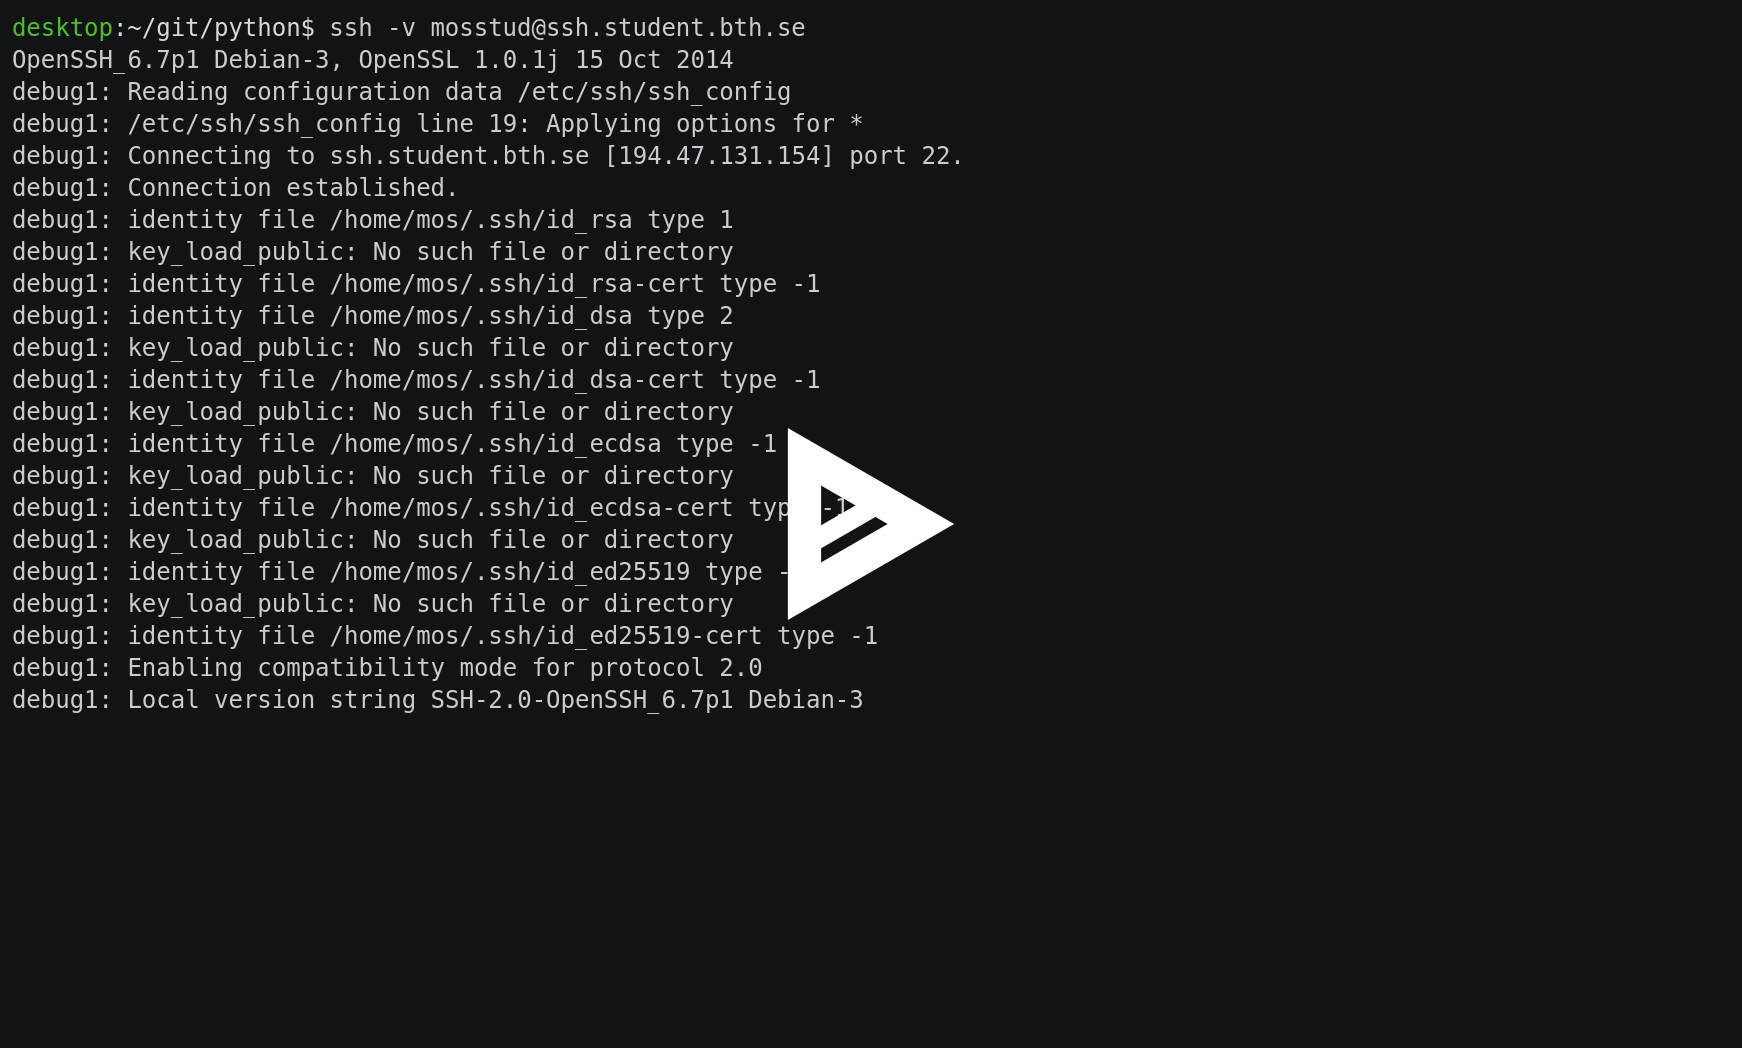 desktop:~/git/python$ ssh -v mosstud@ssh.student.bth.se
OpenSSH_6.7p1 Debian-3, OpenSSL 1.0.1j 15 Oct 2014
debug1: Reading configuration data /etc/ssh/ssh_config
debug1: /etc/ssh/ssh_config line 19: Applying options for *
debug1: Connecting to ssh.student.bth.se [194.47.131.154] port 22.
debug1: Connection established.
debug1: identity file /home/mos/.ssh/id_rsa type 1
debug1: key_load_public: No such file or directory
debug1: identity file /home/mos/.ssh/id_rsa-cert type -1
debug1: identity file /home/mos/.ssh/id_dsa type 2
debug1: key_load_public: No such file or directory
debug1: identity file /home/mos/.ssh/id_dsa-cert type -1
debug1: key_load_public: No such file or directory
debug1: identity file /home/mos/.ssh/id_ecdsa type -1
debug1: key_load_public: No such file or directory
debug1: identity file /home/mos/.ssh/id_ecdsa-cert type -1
debug1: key_load_public: No such file or directory
debug1: identity file /home/mos/.ssh/id_ed25519 type -
debug1: key_load_public: No such file or directory
debug1: identity file /home/mos/.ssh/id_ed25519-cert type -1
debug1: Enabling compatibility mode for protocol 2.0
debug1: Local version string SSH-2.0-OpenSSH_6.7p1 Debian-3